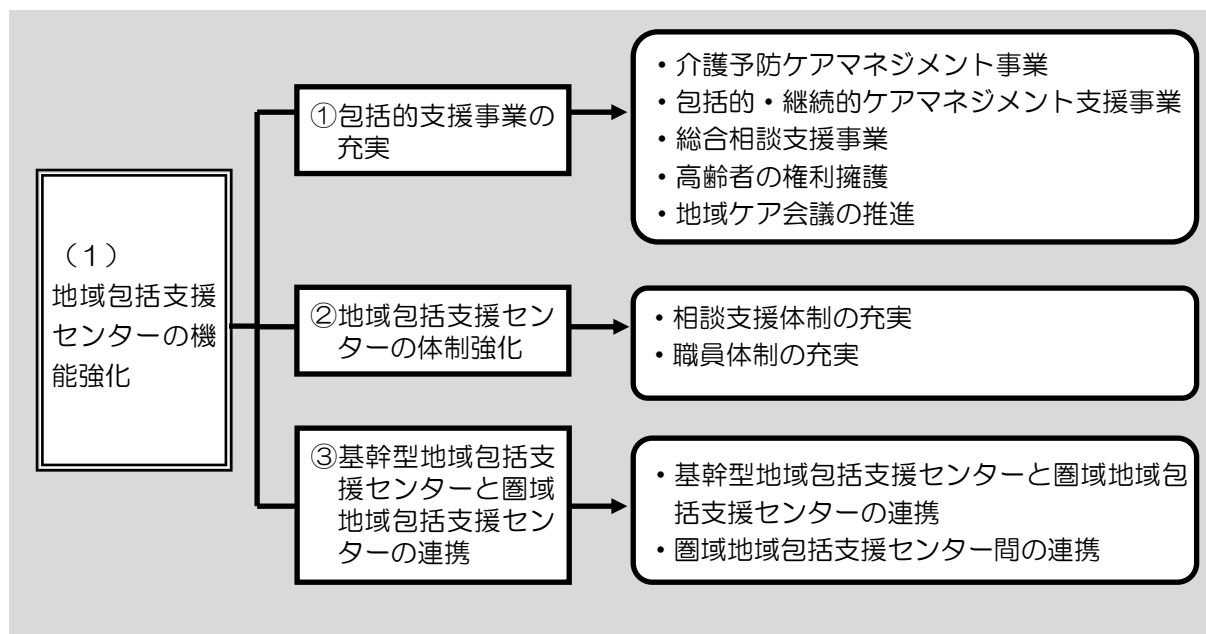 （１）
地域包括支援
センターの機
能強化
①包括的支援事業の
充実
・介護予防ケアマネジメント事業
・包括的・継続的ケアマネジメント支援事業
・総合相談支援事業
・高齢者の権利擁護
・地域ケア会議の推進
②地域包括支援セン
ターの体制強化
・相談支援体制の充実
・職員体制の充実
③基幹型地域包括支
援センターと圏域
地域包括支援セン
ターの連携
・基幹型地域包括支援センターと圏域地域包
括支援センターの連携
・圏域地域包括支援センター間の連携